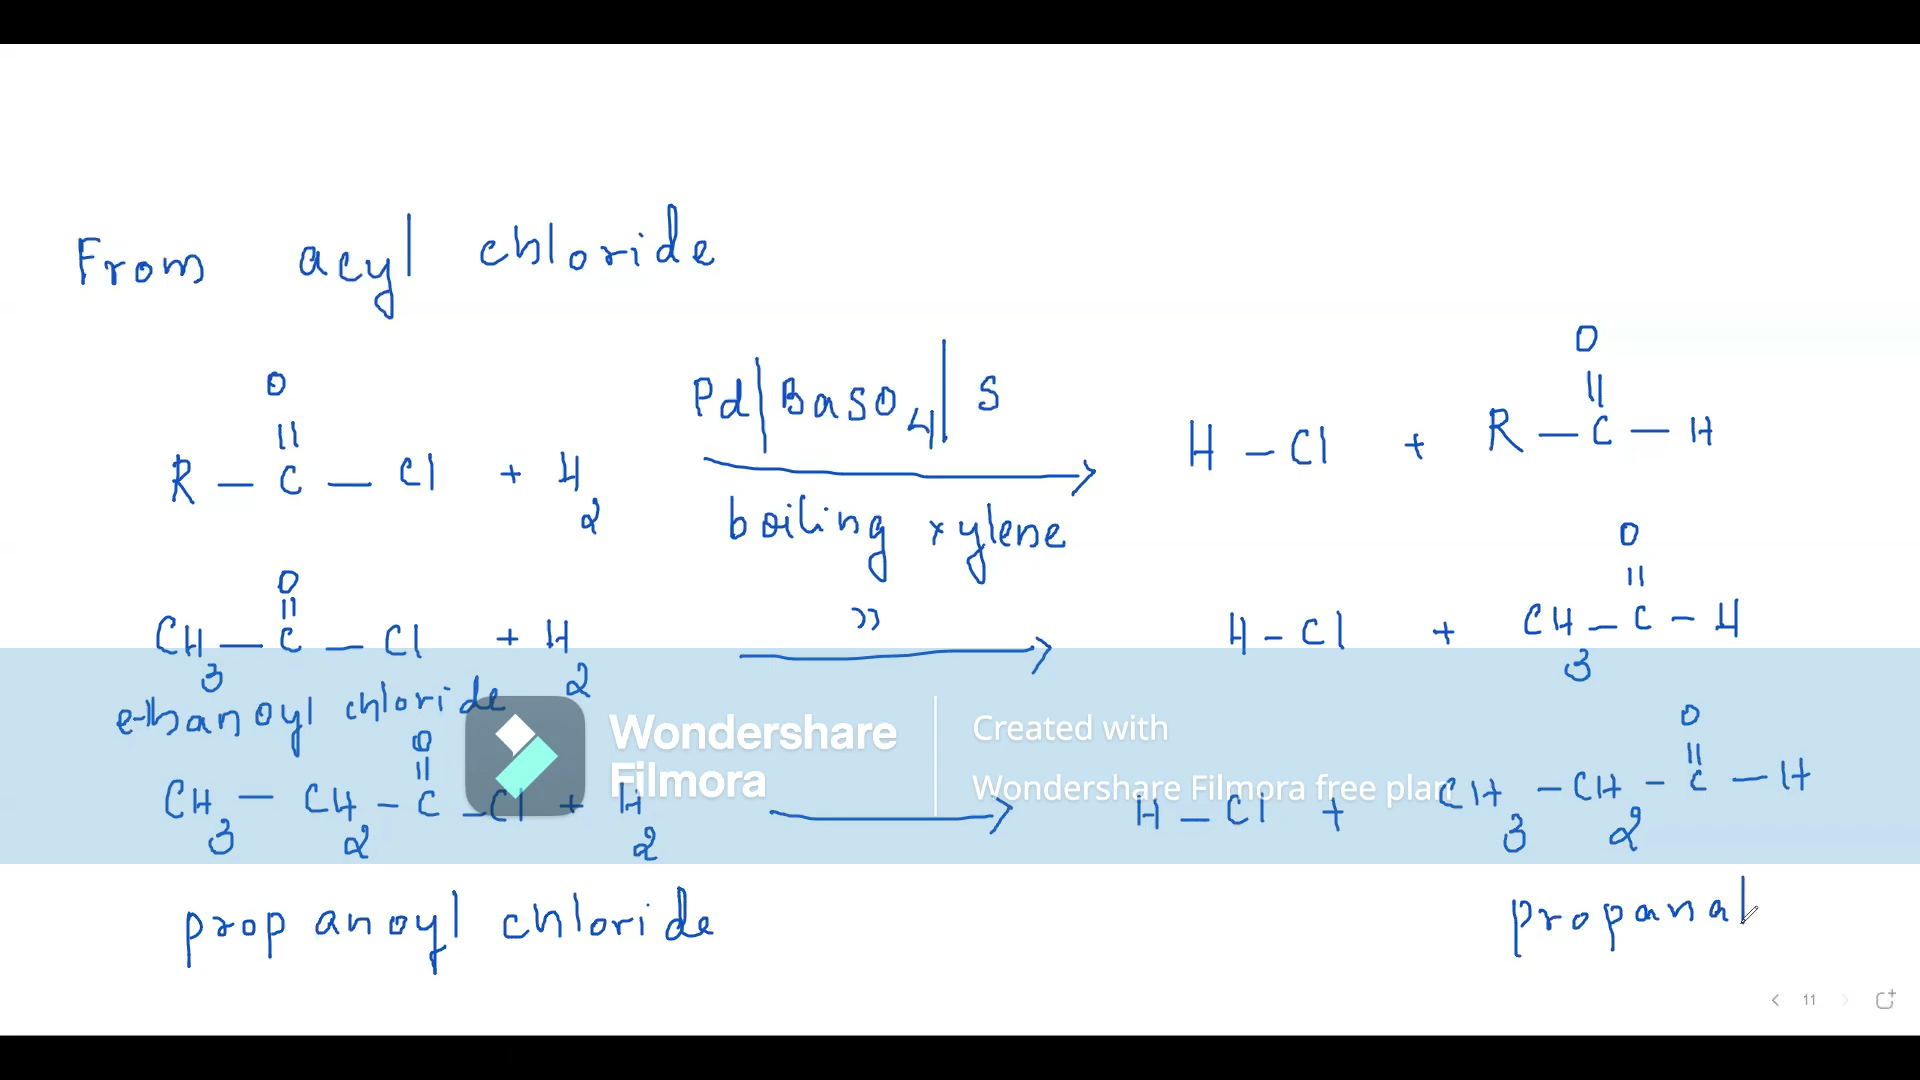 From acyl chloride
O
O
Pd|BaSO4|S
R — C — Cl + H2
H — Cl + R — C — H
boiling xylene
O
O
CH3 — C — Cl + H2
”
H - Cl + CH3 — C - H
ethanoyl chloride
Wondershare Filmora
Created with
Wondershare Filmora free plan
O
O
CH3 — CH2 - C - Cl + H2
H — Cl + CH3 - CH2 - C — H
propanoyl chloride
propanal
11